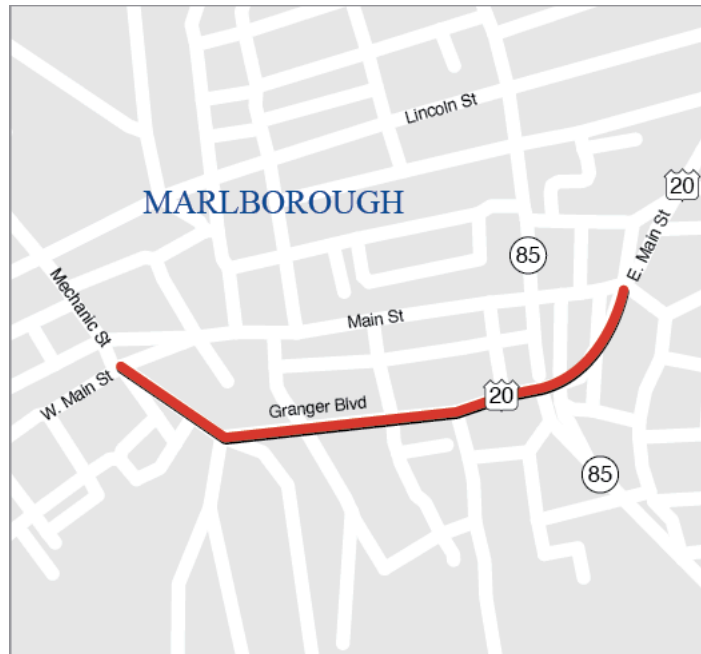 Lincoln St
20
MARLBOROUGH
E. Main St
85
Mechanic St
Main St
W. Main St
Granger Blvd
20
85